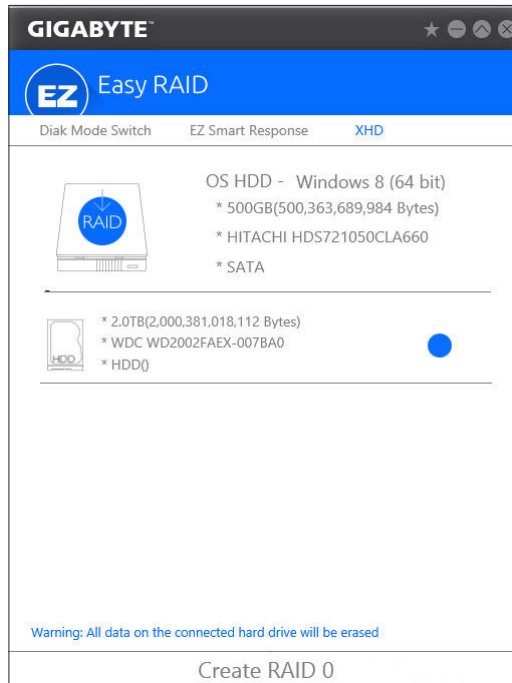 GIGABYTE™
EZ Easy RAID
Diak Mode Switch EZ Smart Response XHD
OS HDD - Windows 8 (64 bit)
* 500GB(500,363,689,984 Bytes)
RAID
* HITACHI HDS721050CLA660
* SATA
* 2.0TB(2,000,381,018,112 Bytes)
* WDC WD2002FAEX-007BA0
HDD
* HDD()
Warning: All data on the connected hard drive will be erased
Create RAID 0